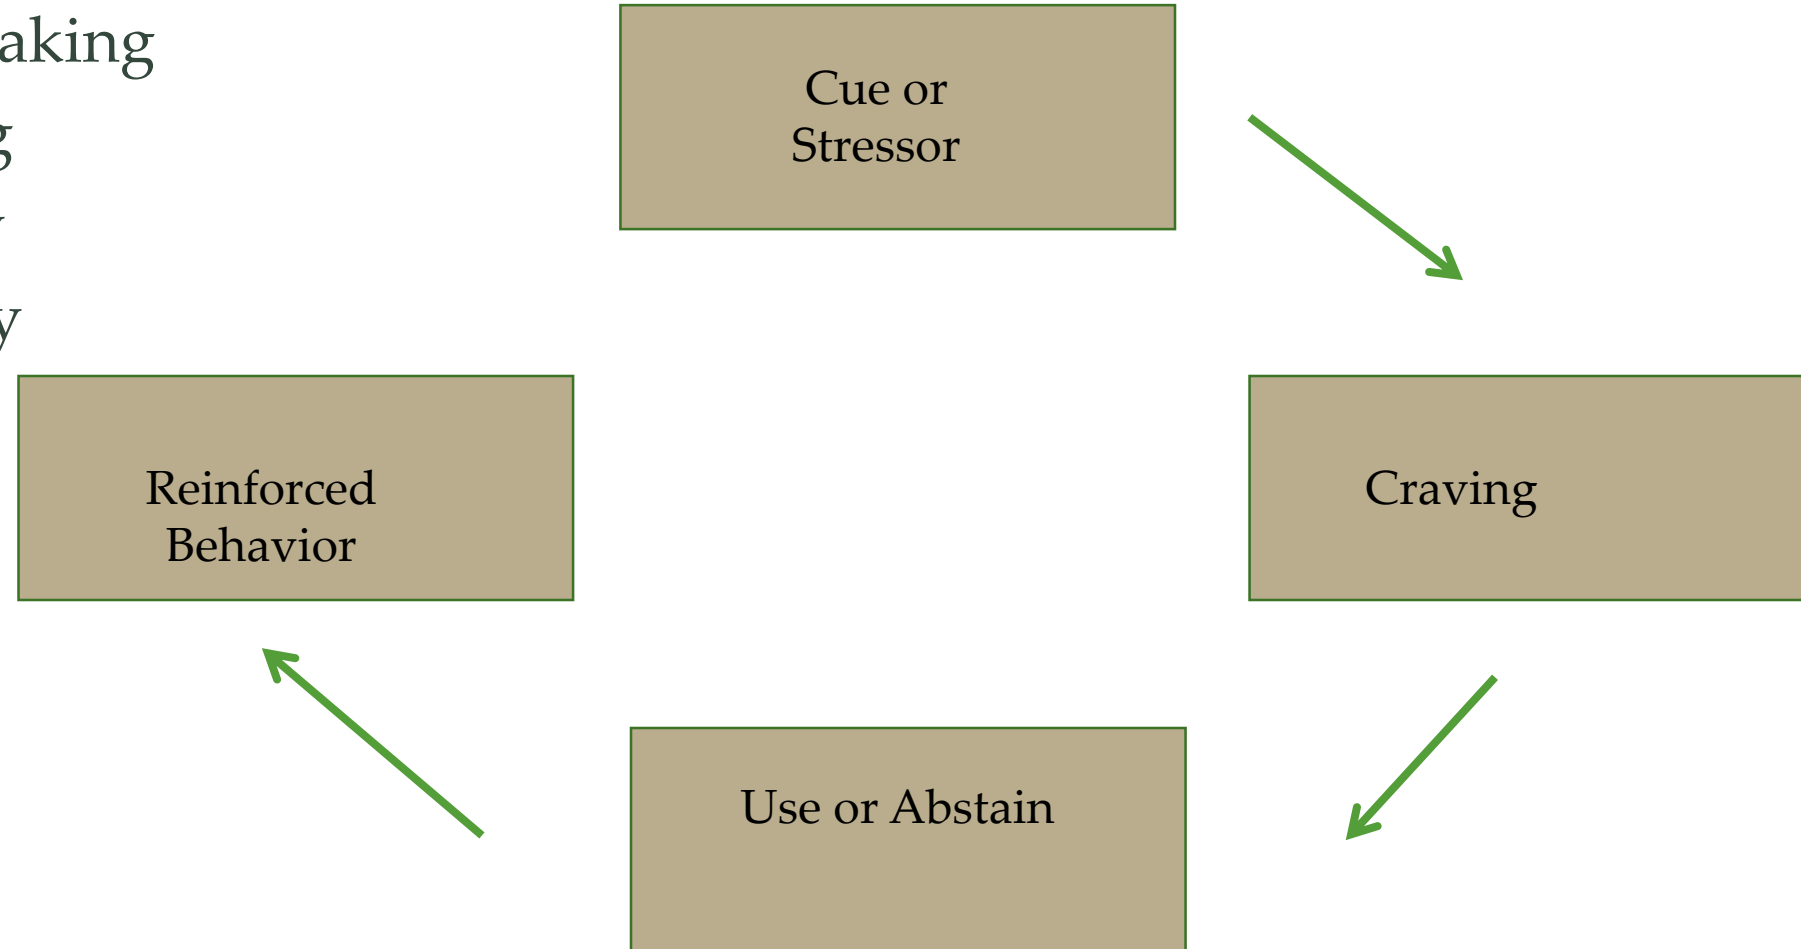 aking
g
y
Cue or
Stressor
Reinforced
Behavior
Craving
Use or Abstain